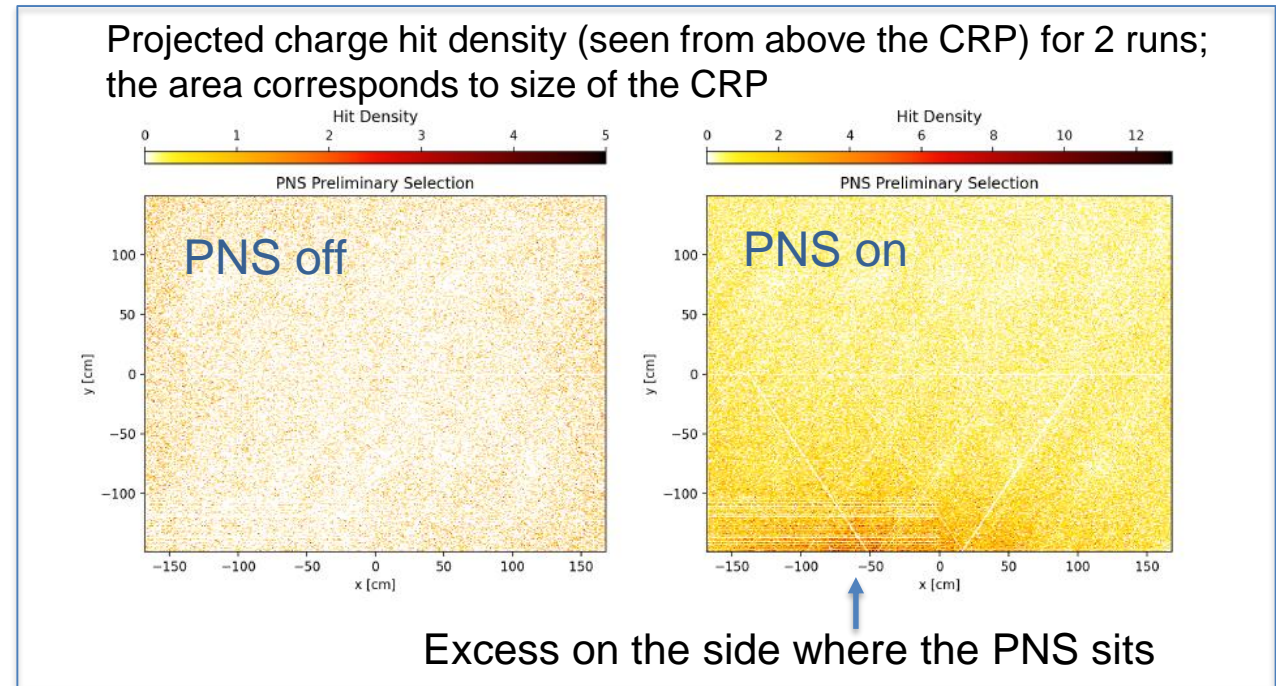 Projected charge hit density (seen from above the CRP) for 2 runs;
the area corresponds to size of the CRP
Hit Density
0 1 2 3 4 5
PNS Preliminary Selection
PNS off
100
50
0
−50
−100
y [cm]
−150 −100 −50 0 50 100 150
x [cm]
Hit Density
0 2 4 6 8 10 12
PNS Preliminary Selection
PNS on
100
50
0
−50
−100
y [cm]
−150 −100 −50 0 50 100 150
x [cm]
Excess on the side where the PNS sits